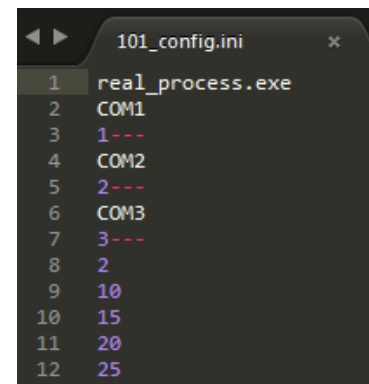 101_config.ini ×
1 real_process.exe
2 COM1
3 1---
4 COM2
5 2---
6 COM3
7 3---
8 2
9 10
10 15
11 20
12 25